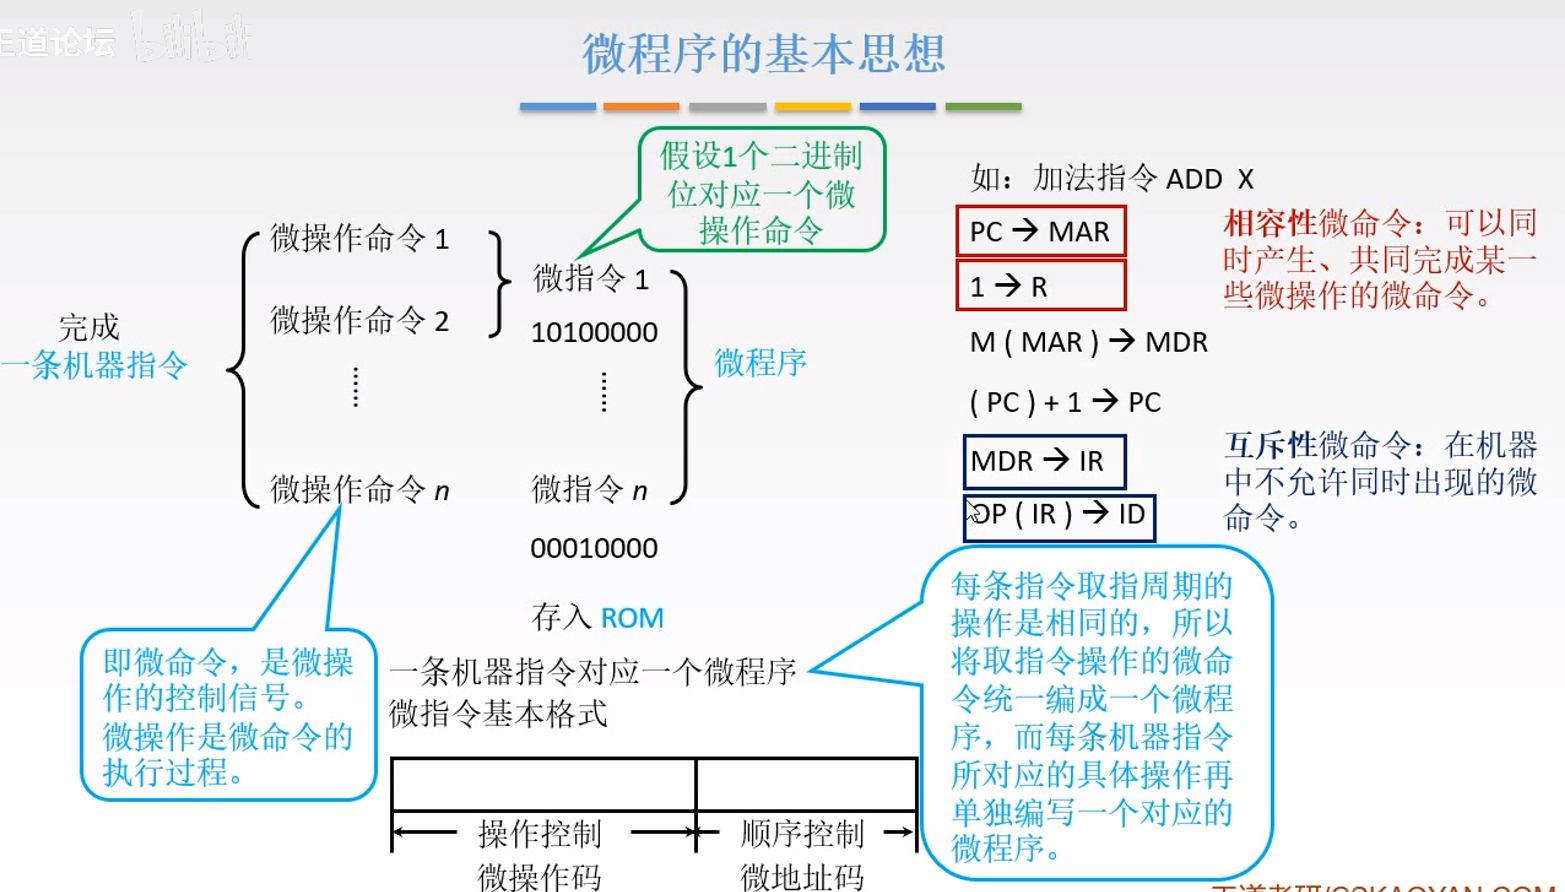 王道论坛 bilibili
微程序的基本思想
假设1个二进制
位对应一个微
操作命令
完成
一条机器指令
微操作命令 1
微操作命令 2
微操作命令 n
微指令 1
10100000
微指令 n
00010000
微程序
存入 ROM
即微命令，是微操
作的控制信号。
微操作是微命令的
执行过程。
一条机器指令对应一个微程序
微指令基本格式
操作控制
微操作码
顺序控制
微地址码
如：加法指令 ADD X
PC → MAR
1 → R
M ( MAR ) → MDR
( PC ) + 1 → PC
MDR → IR
OP ( IR ) → ID
相容性微命令：可以同
时产生、共同完成某一
些微操作的微命令。
互斥性微命令：在机器
中不允许同时出现的微
命令。
每条指令取指周期的
操作是相同的，所以
将取指令操作的微命
令统一编成一个微程
序，而每条机器指令
所对应的具体操作再
单独编写一个对应的
微程序。